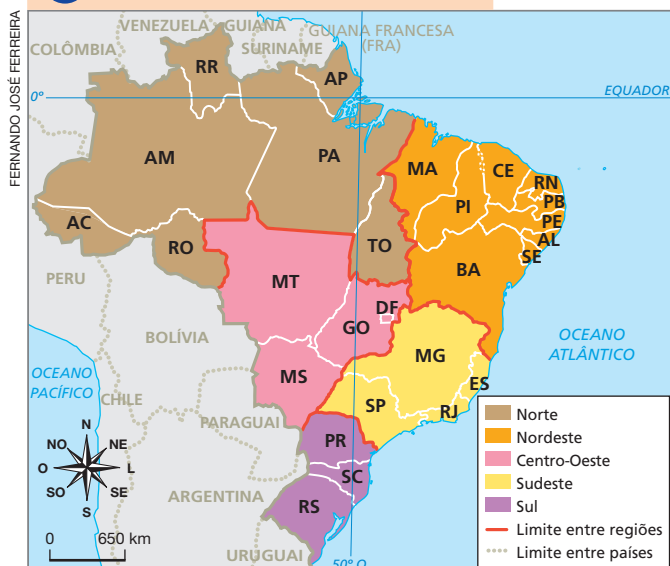 FERNANDO JOSÉ FERREIRA
VENEZUELA
GUIANA
COLÔMBIA
SURINAME
GUIANA FRANCESA
(FRA)
RR
AP
0°
EQUADOR
AM
PA
MA
CE
RN
PB
PE
AL
SE
PI
AC
RO
TO
BA
PERU
MT
DF
GO
BOLÍVIA
MG
OCEANO
ATLÂNTICO
OCEANO
PACÍFICO
MS
ES
SP
RJ
CHILE
PARAGUAI
PR
SC
RS
ARGENTINA
URUGUAI
N
NO
NE
O
L
SO
SE
S
0
650 km
50° O
Norte
Nordeste
Centro-Oeste
Sudeste
Sul
Limite entre regiões
Limite entre países